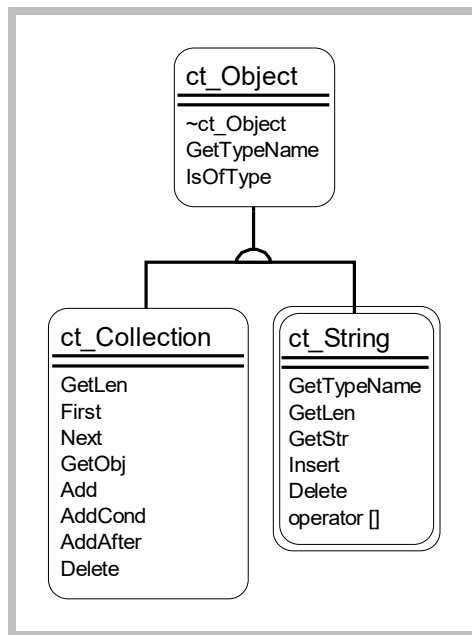 ct_Object
~ct_Object
GetTypeName
IsOfType
ct_Collection
GetLen
First
Next
GetObj
Add
AddCond
AddAfter
Delete
ct_String
GetTypeName
GetLen
GetStr
Insert
Delete
operator []